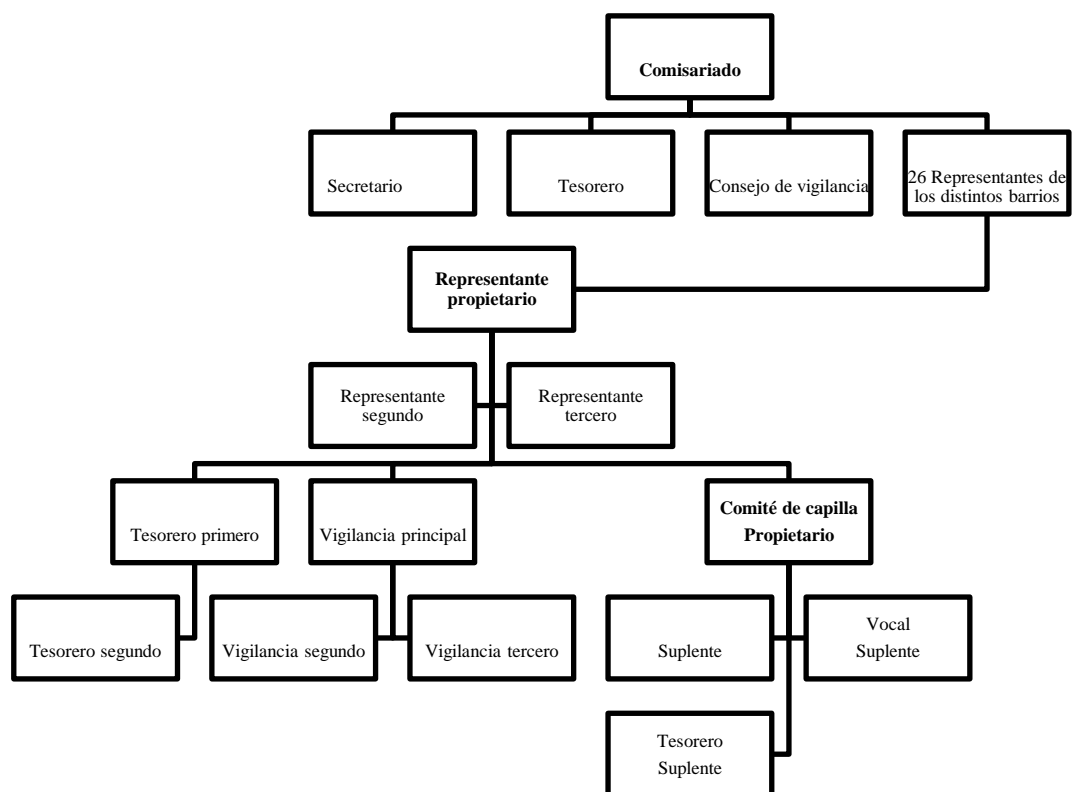 Comisariado
Secretario
Tesorero
Consejo de vigilancia
26 Representantes de
los distintos barrios
Representante
propietario
Representante
segundo
Representante
tercero
Tesorero primero
Vigilancia principal
Comité de capilla
Propietario
Tesorero segundo
Vigilancia segundo
Vigilancia tercero
Suplente
Vocal
Suplente
Tesorero
Suplente